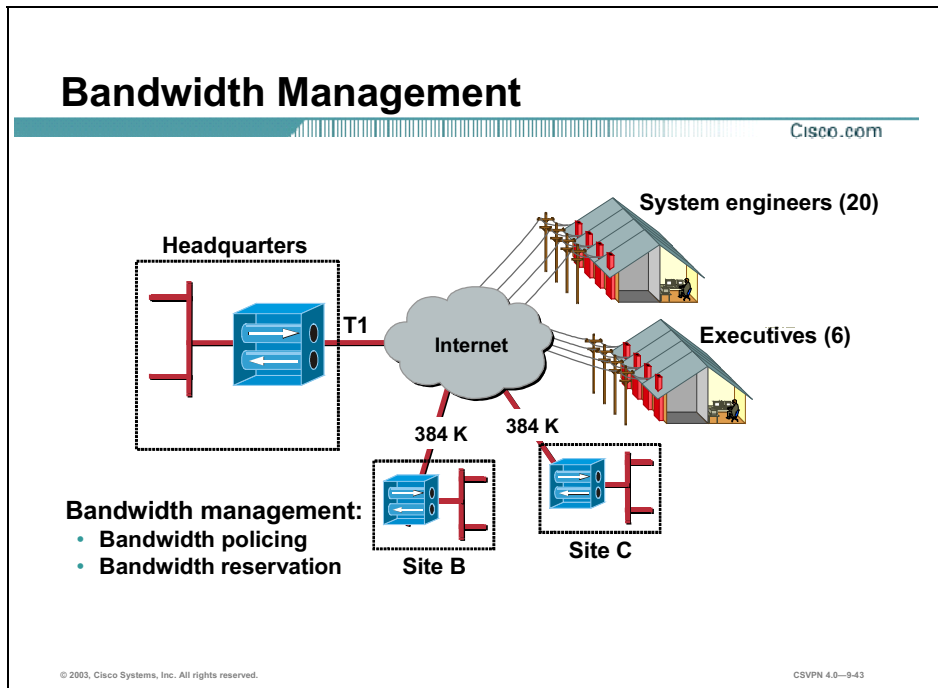 Bandwidth Management
Cisco.com
System engineers (20)
Headquarters
T1
Internet
Executives (6)
384 K
384 K
Bandwidth management:
• Bandwidth policing
• Bandwidth reservation
Site B
Site C
© 2003, Cisco Systems, Inc. All rights reserved.
CSVPN 4.0—9-43